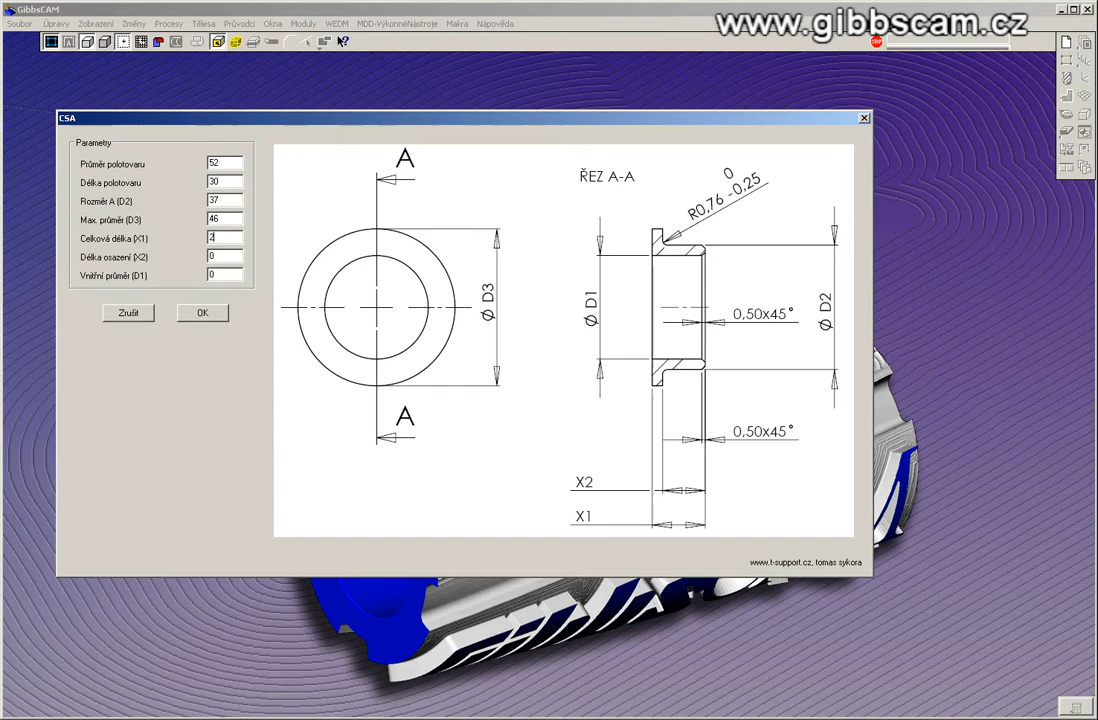 GibbsCAM
Soubor Úpravy Zobrazení Změny Procesy Tělesa Průvodci Okna Moduly WEDM MDD-VýkonnéNástroje Makra Nápověda
www.gibbscam.cz
STOP
CSA
Parametry
Průměr polotovaru 52
Délka polotovaru 30
Rozměr A (D2) 37
Max. průměr (D3) 46
Celková délka (X1) 2
Délka osazení (X2) 0
Vnitřní průměr (D1) 0
Zrušit OK
A
A
Ø D3
ŘEZ A-A
0
R0,76 -0,25
Ø D1
0,50x45°
Ø D2
0,50x45°
X2
X1
www.t-support.cz, tomas sykora